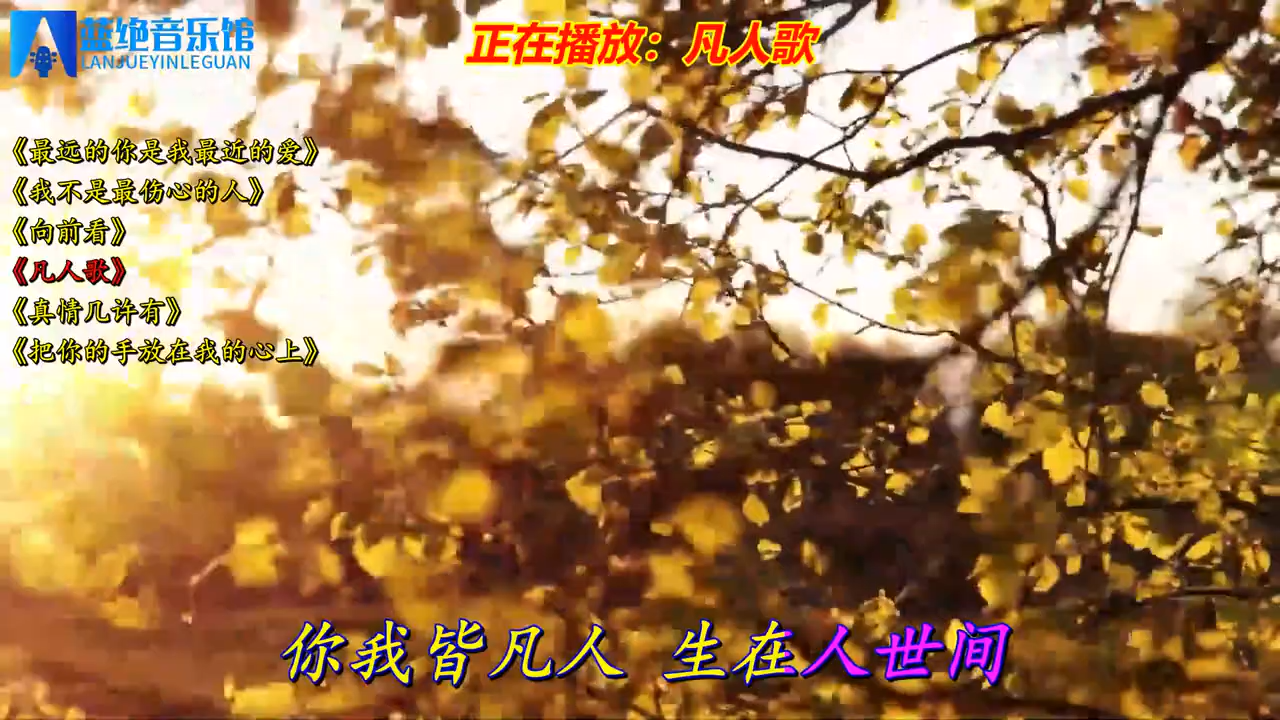 蓝绝音乐馆
LANJUEYINLEGUAN
正在播放：凡人歌
《最远的你是我最近的爱》
《我不是最伤心的人》
《向前看》
《凡人歌》
《真情几许有》
《把你的手放在我的心上》
你我皆凡人 生在人世间